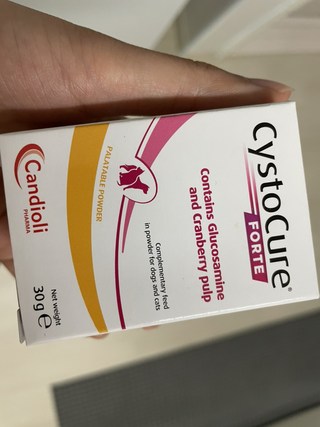 CystoCure®
FORTE
Contains Glucosamine
and Cranberry pulp
Complementary feed
in powder for dogs and cats
PALATABLE POWDER
Candioli
PHARMA
Net weight
30g e